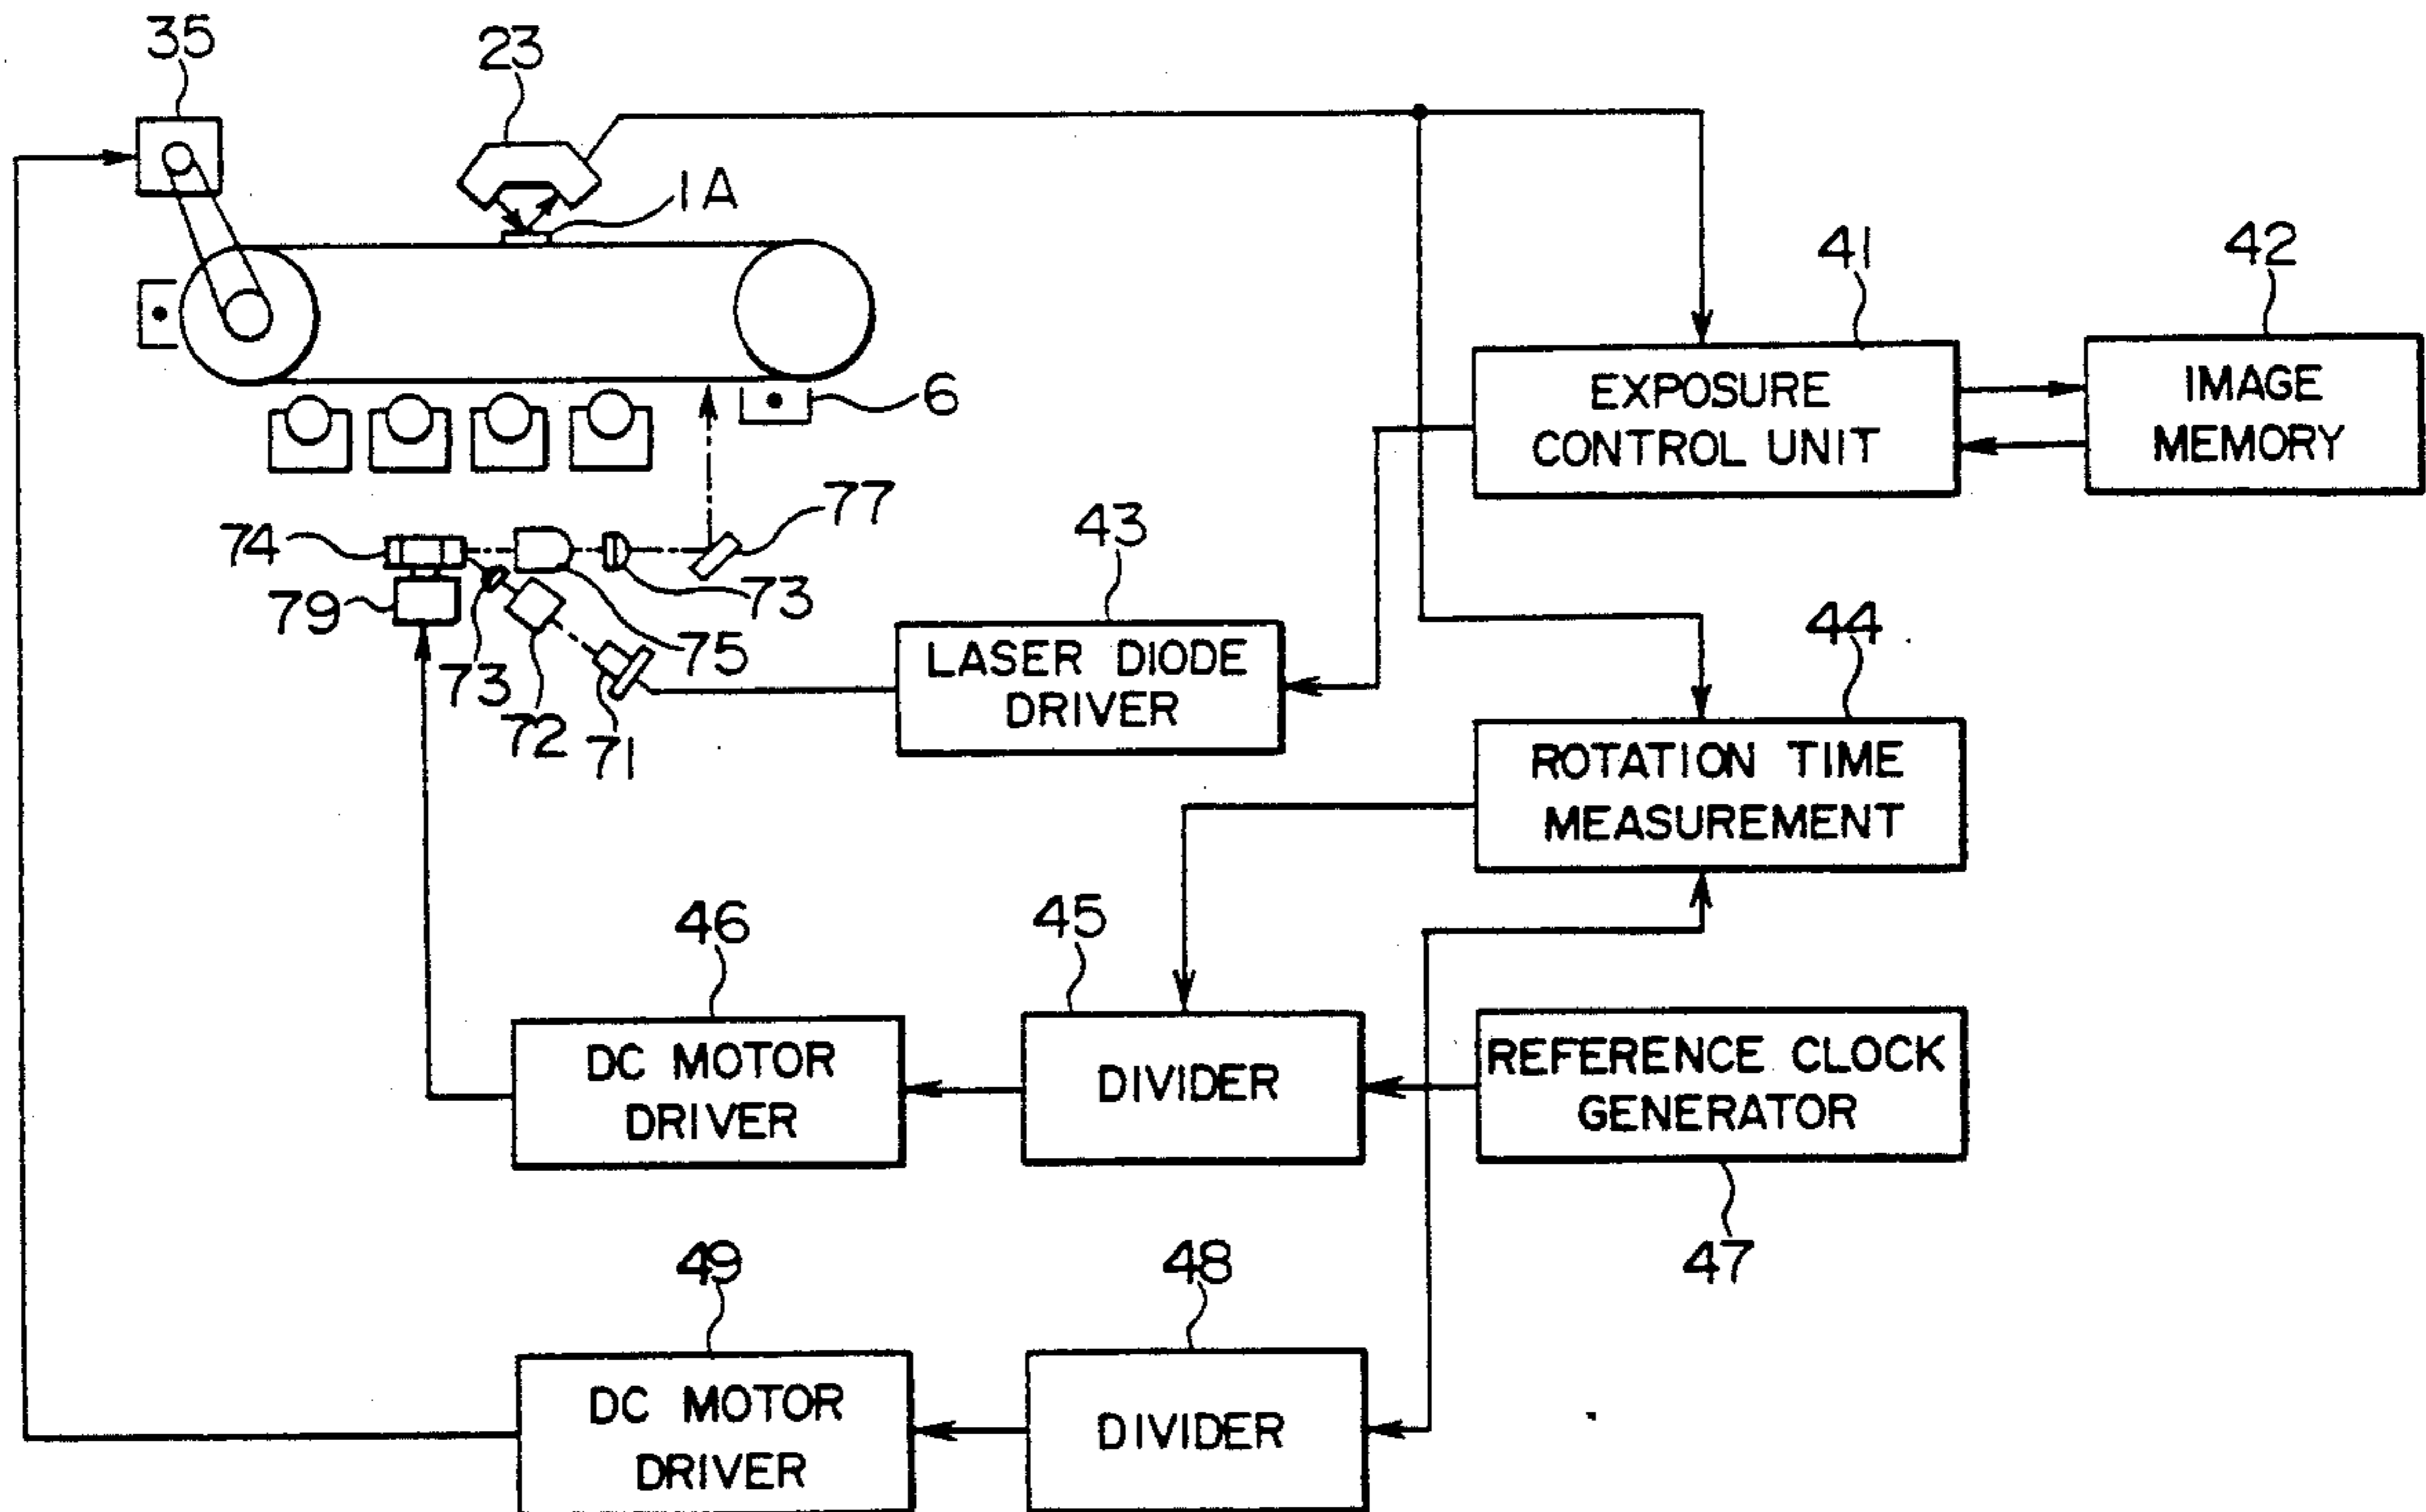 35
23
1A
41
42
EXPOSURE
CONTROL UNIT
IMAGE
MEMORY
6
77
74
43
73
79
75
44
LASER DIODE
DRIVER
73
72
71
ROTATION TIME
MEASUREMENT
46
45
DC MOTOR
DRIVER
DIVIDER
REFERENCE CLOCK
GENERATOR
47
49
48
DC MOTOR
DRIVER
DIVIDER